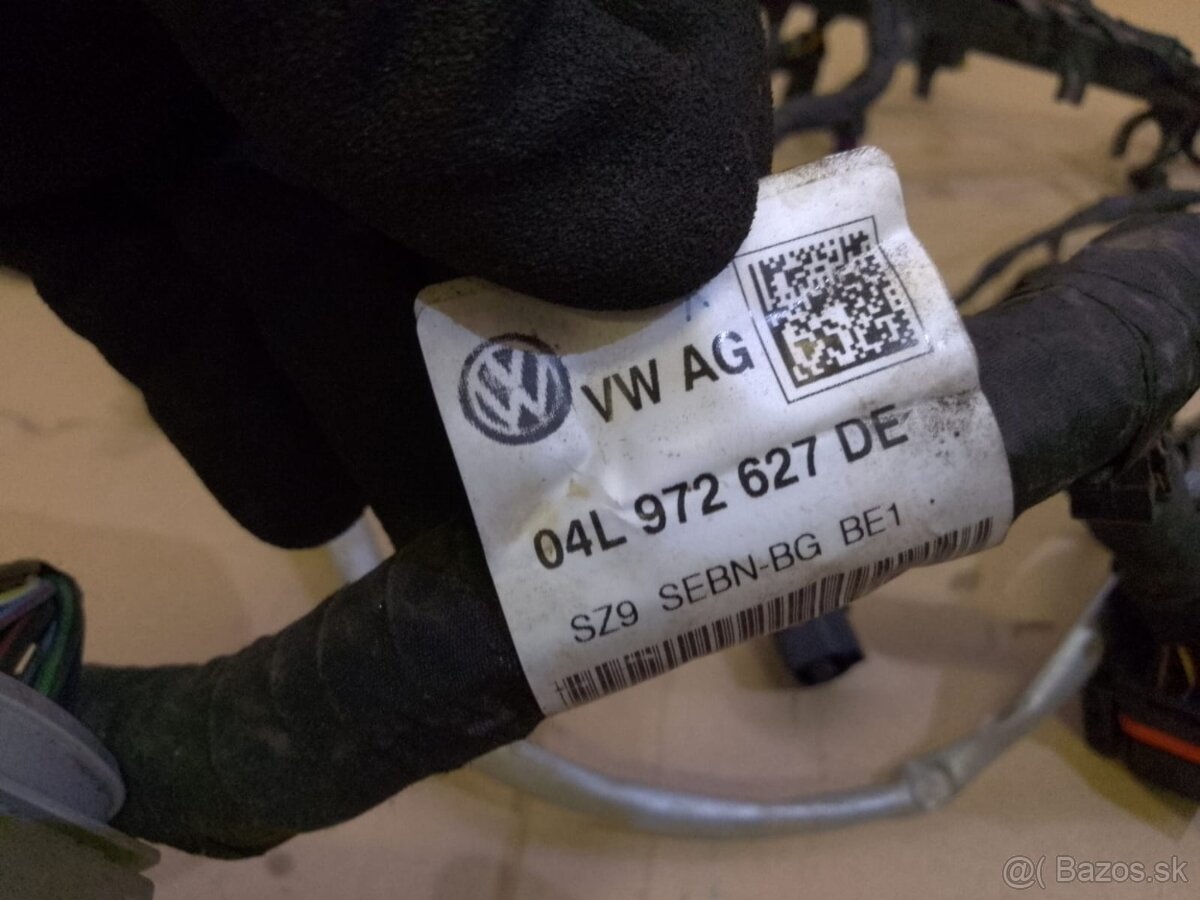 VW AG
04L 972 627 DE
SZ9 SEBN-BG BE1
@( Bazos.sk